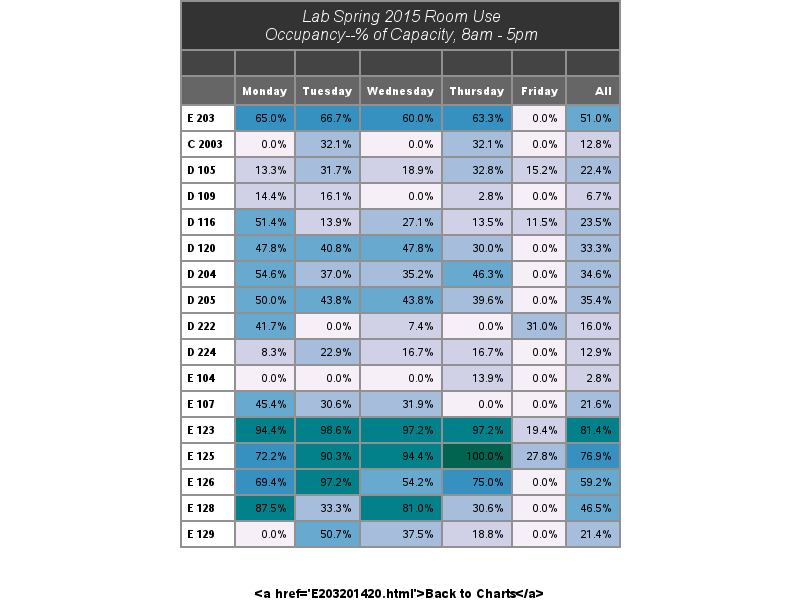 Lab Spring 2015 Room Use
Occupancy--% of Capacity, 8am - 5pm
Monday Tuesday Wednesday Thursday Friday All
E 203 65.0% 66.7% 60.0% 63.3% 0.0% 51.0%
C 2003 0.0% 32.1% 0.0% 32.1% 0.0% 12.8%
D 105 13.3% 31.7% 18.9% 32.8% 15.2% 22.4%
D 109 14.4% 16.1% 0.0% 2.8% 0.0% 6.7%
D 116 51.4% 13.9% 27.1% 13.5% 11.5% 23.5%
D 120 47.8% 40.8% 47.8% 30.0% 0.0% 33.3%
D 204 54.6% 37.0% 35.2% 46.3% 0.0% 34.6%
D 205 50.0% 43.8% 43.8% 39.6% 0.0% 35.4%
D 222 41.7% 0.0% 7.4% 0.0% 31.0% 16.0%
D 224 8.3% 22.9% 16.7% 16.7% 0.0% 12.9%
E 104 0.0% 0.0% 0.0% 13.9% 0.0% 2.8%
E 107 45.4% 30.6% 31.9% 0.0% 0.0% 21.6%
E 123 94.4% 98.6% 97.2% 97.2% 19.4% 81.4%
E 125 72.2% 90.3% 94.4% 100.0% 27.8% 76.9%
E 126 69.4% 97.2% 54.2% 75.0% 0.0% 59.2%
E 128 87.5% 33.3% 81.0% 30.6% 0.0% 46.5%
E 129 0.0% 50.7% 37.5% 18.8% 0.0% 21.4%
<a href='E203201420.html'>Back to Charts</a>